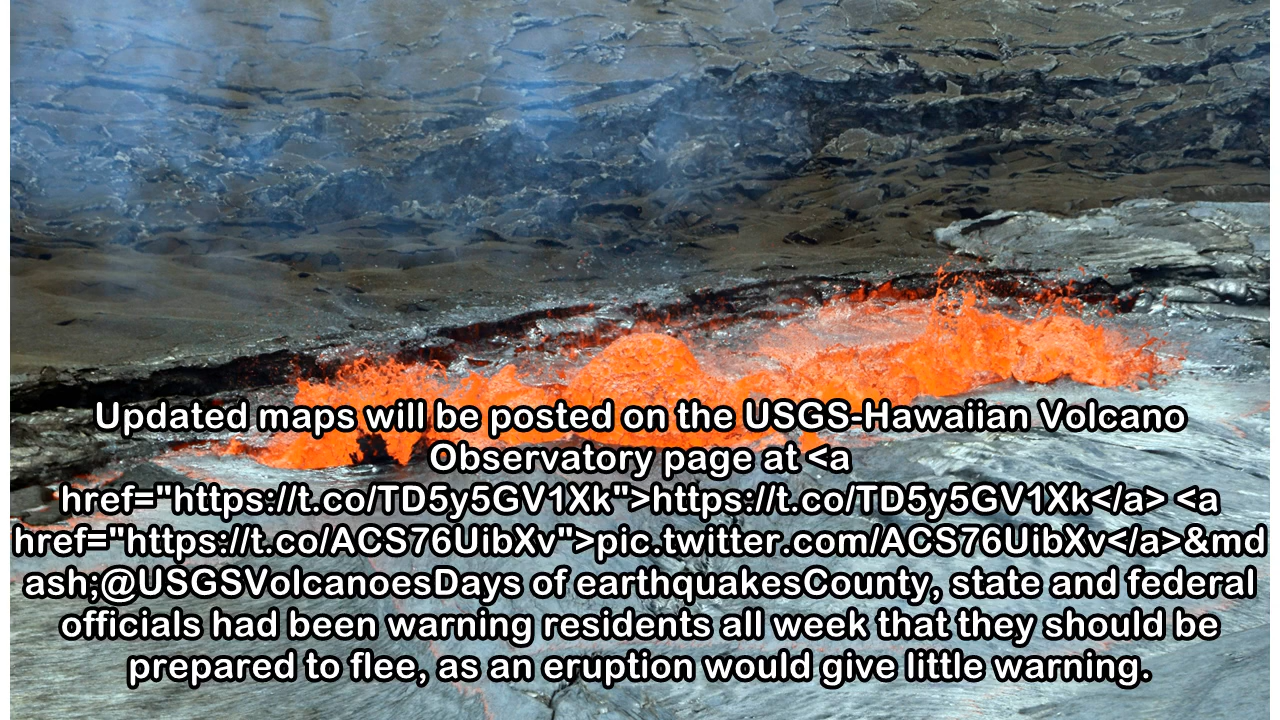 Updated maps will be posted on the USGS-Hawaiian Volcano
Observatory page at <a
href="https://t.co/TD5y5GV1Xk">https://t.co/TD5y5GV1Xk</a> <a
href="https://t.co/ACS76UibXv">pic.twitter.com/ACS76UibXv</a>&md
ash;@USGSVolcanoesDays of earthquakesCounty, state and federal
officials had been warning residents all week that they should be
prepared to flee, as an eruption would give little warning.